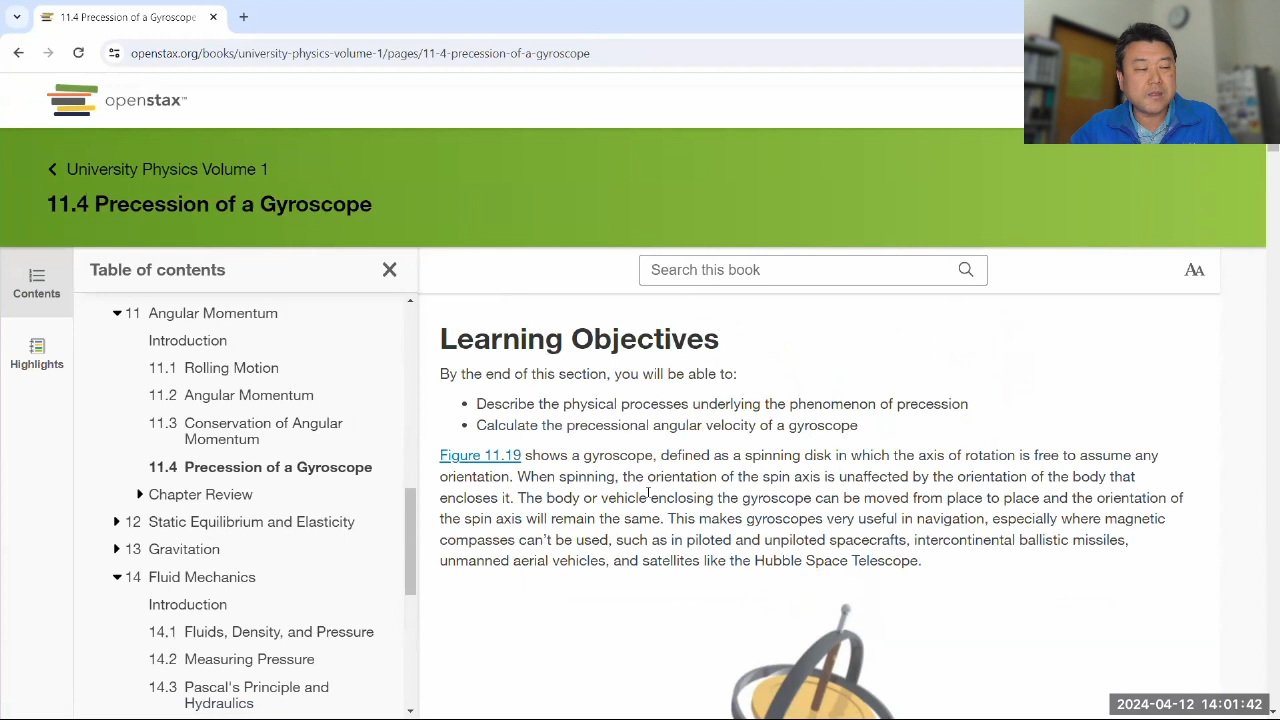 11.4 Precession of a Gyroscope
openstax.org/books/university-physics-volume-1/pages/11-4-precession-of-a-gyroscope
openstax™
University Physics Volume 1
11.4 Precession of a Gyroscope
Contents
Highlights
Table of contents
11 Angular Momentum
Introduction
11.1 Rolling Motion
11.2 Angular Momentum
11.3 Conservation of Angular
Momentum
11.4 Precession of a Gyroscope
Chapter Review
12 Static Equilibrium and Elasticity
13 Gravitation
14 Fluid Mechanics
Introduction
14.1 Fluids, Density, and Pressure
14.2 Measuring Pressure
14.3 Pascal's Principle and
Hydraulics
Search this book
AA
Learning Objectives
By the end of this section, you will be able to:
• Describe the physical processes underlying the phenomenon of precession
• Calculate the precessional angular velocity of a gyroscope
Figure 11.19 shows a gyroscope, defined as a spinning disk in which the axis of rotation is free to assume any
orientation. When spinning, the orientation of the spin axis is unaffected by the orientation of the body that
encloses it. The body or vehicle enclosing the gyroscope can be moved from place to place and the orientation of
the spin axis will remain the same. This makes gyroscopes very useful in navigation, especially where magnetic
compasses can’t be used, such as in piloted and unpiloted spacecrafts, intercontinental ballistic missiles,
unmanned aerial vehicles, and satellites like the Hubble Space Telescope.
2024-04-12 14:01:42